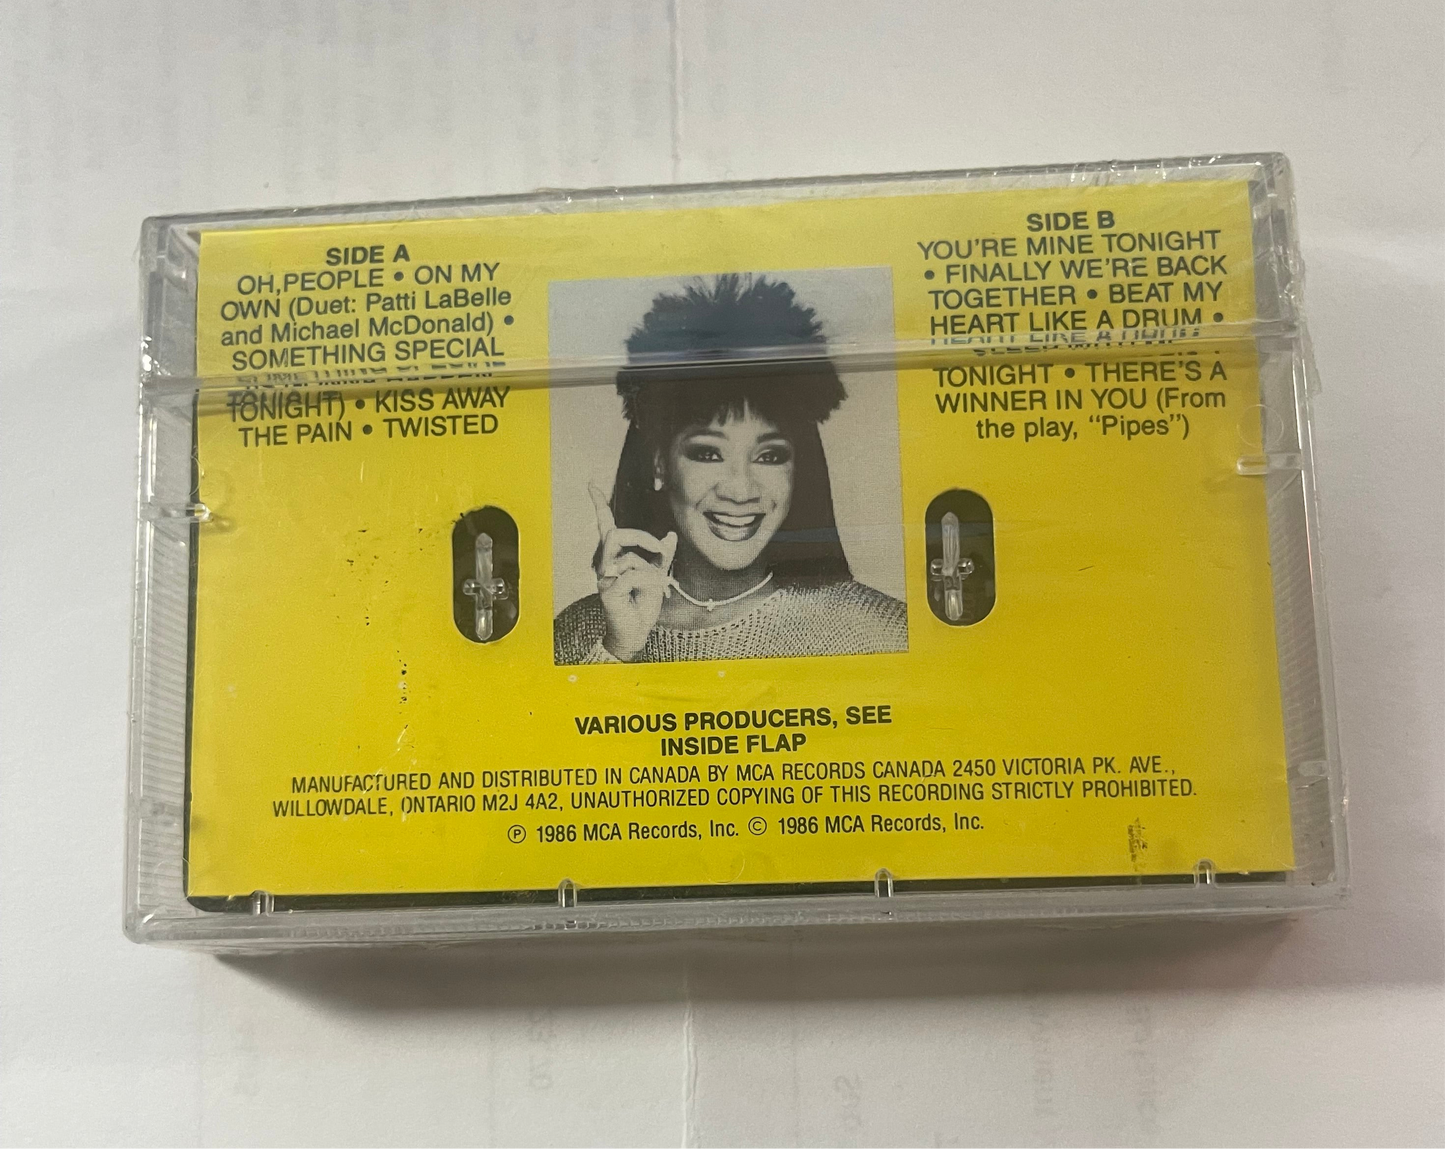 SIDE A
OH,PEOPLE • ON MY
OWN (Duet: Patti LaBelle
and Michael McDonald) •
SOMETHING SPECIAL
TONIGHT) • KISS AWAY
THE PAIN • TWISTED
SIDE B
YOU'RE MINE TONIGHT
• FINALLY WE'RE BACK
TOGETHER • BEAT MY
HEART LIKE A DRUM •
TONIGHT • THERE'S A
WINNER IN YOU (From
the play, “Pipes”)
VARIOUS PRODUCERS, SEE
INSIDE FLAP
MANUFACTURED AND DISTRIBUTED IN CANADA BY MCA RECORDS CANADA 2450 VICTORIA PK. AVE.,
WILLOWDALE, ONTARIO M2J 4A2, UNAUTHORIZED COPYING OF THIS RECORDING STRICTLY PROHIBITED.
Ⓟ 1986 MCA Records, Inc. © 1986 MCA Records, Inc.